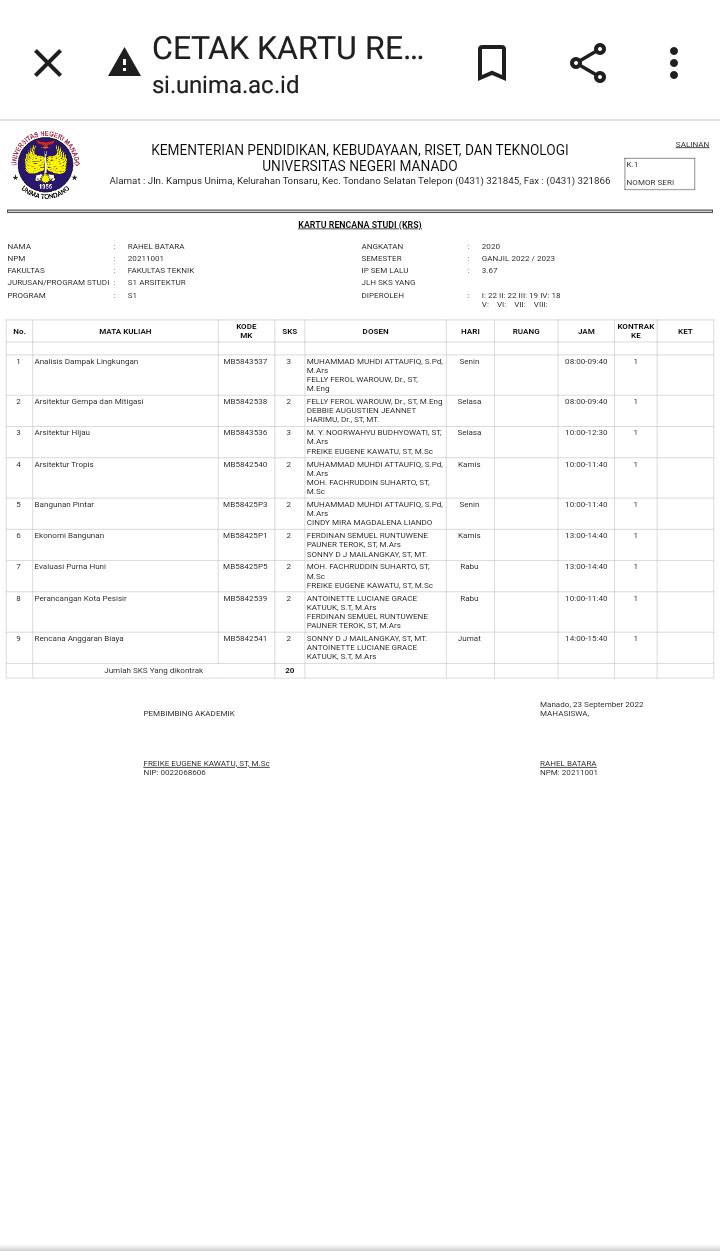 CETAK KARTU RE...
si.unima.ac.id
UNIVERSITAS NEGERI MANADO
1955
UNIMA TONDANO
KEMENTERIAN PENDIDIKAN, KEBUDAYAAN, RISET, DAN TEKNOLOGI
UNIVERSITAS NEGERI MANADO
Alamat : Jln. Kampus Unima, Kelurahan Tonsaru, Kec. Tondano Selatan Telepon (0431) 321845, Fax : (0431) 321866
SALINAN
K.1
NOMOR SERI
KARTU RENCANA STUDI (KRS)
NAMA : RAHEL BATARA ANGKATAN : 2020
NPM : 20211001 SEMESTER : GANJIL 2022 / 2023
FAKULTAS : FAKULTAS TEKNIK IP SEM LALU : 3.67
JURUSAN/PROGRAM STUDI : S1 ARSITEKTUR JLH SKS YANG
PROGRAM : S1 DIPEROLEH : I: 22 II: 22 III: 19 IV: 18
V: VI: VII: VIII:
No. MATA KULIAH KODE MK SKS DOSEN HARI RUANG JAM KONTRAK KE KET
1 Analisis Dampak Lingkungan MB5843537 3 MUHAMMAD MUHDI ATTAUFIQ, S.Pd, Senin 08:00-09:40 1
M.Ars
FELLY FEROL WAROUW, Dr., ST,
M.Eng
2 Arsitektur Gempa dan Mitigasi MB5842538 2 FELLY FEROL WAROUW, Dr., ST, M.Eng Selasa 08:00-09:40 1
DEBBIE AUGUSTIEN JEANNET
HARIMU, Dr., ST, MT.
3 Arsitektur Hijau MB5843536 3 M. Y. NOORWAHYU BUDHYOWATI, ST, Selasa 10:00-12:30 1
M.Ars
FREIKE EUGENE KAWATU, ST, M.Sc
4 Arsitektur Tropis MB5842540 2 MUHAMMAD MUHDI ATTAUFIQ, S.Pd, Kamis 10:00-11:40 1
M.Ars
MOH. FACHRUDDIN SUHARTO, ST,
M.Sc
5 Bangunan Pintar MB58425P3 2 MUHAMMAD MUHDI ATTAUFIQ, S.Pd, Senin 10:00-11:40 1
M.Ars
CINDY MIRA MAGDALENA LIANDO
6 Ekonomi Bangunan MB58425P1 2 FERDINAN SEMUEL RUNTUWENE Kamis 13:00-14:40 1
PAUNER TEROK, ST, M.Ars
SONNY D J MAILANGKAY, ST, MT.
7 Evaluasi Purna Huni MB58425P5 2 MOH. FACHRUDDIN SUHARTO, ST, Rabu 13:00-14:40 1
M.Sc
FREIKE EUGENE KAWATU, ST, M.Sc
8 Perancangan Kota Pesisir MB5842539 2 ANTOINETTE LUCIANE GRACE Rabu 10:00-11:40 1
KATUUK, S.T, M.Ars
FERDINAN SEMUEL RUNTUWENE
PAUNER TEROK, ST, M.Ars
9 Rencana Anggaran Biaya MB5842541 2 SONNY D J MAILANGKAY, ST, MT. Jumat 14:00-15:40 1
ANTOINETTE LUCIANE GRACE
KATUUK, S.T, M.Ars
Jumlah SKS Yang dikontrak 20
Manado, 23 September 2022
PEMBIMBING AKADEMIK MAHASISWA,
FREIKE EUGENE KAWATU, ST, M.Sc RAHEL BATARA
NIP: 0022068606 NPM: 20211001